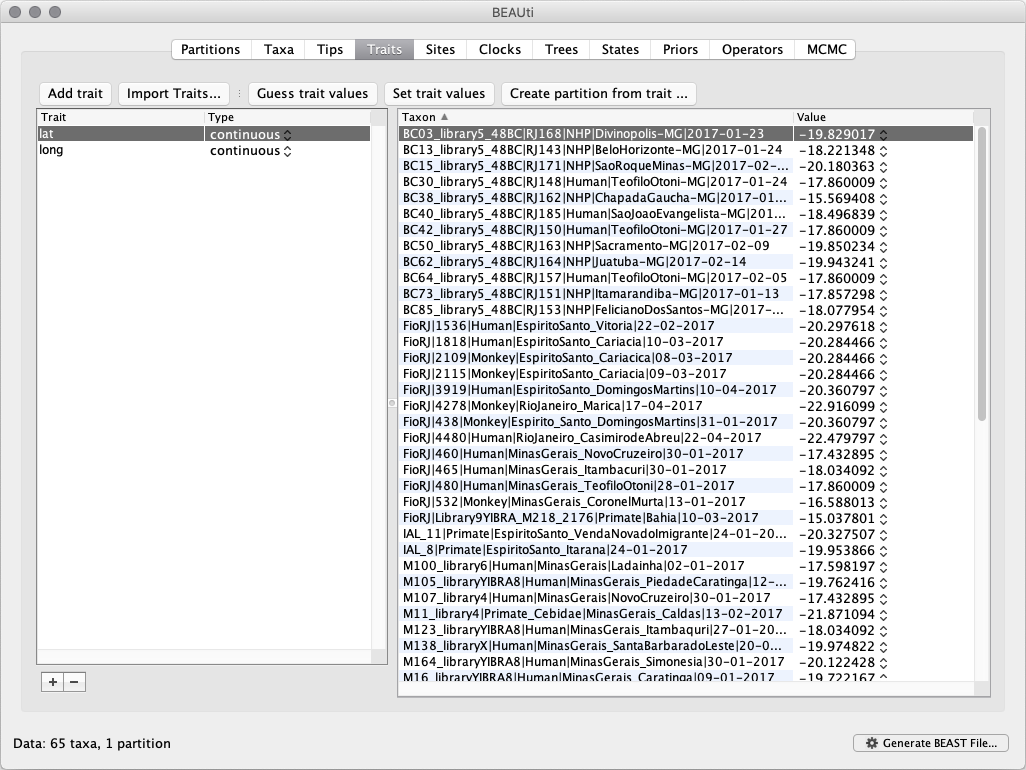 BEAUti
Partitions Taxa Tips Traits Sites Clocks Trees States Priors Operators MCMC
Add trait Import Traits... Guess trait values Set trait values Create partition from trait ...
Trait Type Taxon Value
lat continuous BC03_library5_48BC|RJ168|NHP|Divinopolis-MG|2017-01-23 -19.829017
long continuous BC13_library5_48BC|RJ143|NHP|BeloHorizonte-MG|2017-01-24 -18.221348
BC15_library5_48BC|RJ171|NHP|SaoRoqueMinas-MG|2017-02-... -20.180363
BC30_library5_48BC|RJ148|Human|TeofiloOtoni-MG|2017-01-24 -17.860009
BC38_library5_48BC|RJ162|NHP|ChapadaGaucha-MG|2017-01... -15.569408
BC40_library5_48BC|RJ185|Human|SaoJoaoEvangelista-MG|201... -18.496839
BC42_library5_48BC|RJ150|Human|TeofiloOtoni-MG|2017-01-27 -17.860009
BC50_library5_48BC|RJ163|NHP|Sacramento-MG|2017-02-09 -19.850234
BC62_library5_48BC|RJ164|NHP|Juatuba-MG|2017-02-14 -19.943241
BC64_library5_48BC|RJ157|Human|TeofiloOtoni-MG|2017-02-05 -17.860009
BC73_library5_48BC|RJ151|NHP|Itamarandiba-MG|2017-01-13 -17.857298
BC85_library5_48BC|RJ153|NHP|FelicianoDosSantos-MG|2017-... -18.077954
FioRJ|1536|Human|EspiritoSanto_Vitoria|22-02-2017 -20.297618
FioRJ|1818|Human|EspiritoSanto_Cariacia|10-03-2017 -20.284466
FioRJ|2109|Monkey|EspiritoSanto_Cariacica|08-03-2017 -20.284466
FioRJ|2115|Monkey|EspiritoSanto_Cariacia|09-03-2017 -20.284466
FioRJ|3919|Human|EspiritoSanto_DomingosMartins|10-04-2017 -20.360797
FioRJ|4278|Monkey|RioJaneiro_Marica|17-04-2017 -22.916099
FioRJ|438|Monkey|Espirito_Santo_DomingosMartins|31-01-2017 -20.360797
FioRJ|4480|Human|RioJaneiro_CasimirodeAbreu|22-04-2017 -22.479797
FioRJ|460|Human|MinasGerais_NovoCruzeiro|30-01-2017 -17.432895
FioRJ|465|Human|MinasGerais_Itambacuri|30-01-2017 -18.034092
FioRJ|480|Human|MinasGerais_TeofiloOtoni|28-01-2017 -17.860009
FioRJ|532|Monkey|MinasGerais_CoronelMurta|13-01-2017 -16.588013
FioRJ|Library9YIBRA_M218_2176|Primate|Bahia|10-03-2017 -15.037801
IAL_11|Primate|EspiritoSanto_VendaNovadoImigrante|24-01-20... -20.327507
IAL_8|Primate|EspiritoSanto_Itarana|24-01-2017 -19.953866
M100_library6|Human|MinasGerais|Ladainha|02-01-2017 -17.598197
M105_libraryYIBRA8|Human|MinasGerais_PiedadeCaratinga|12-... -19.762416
M107_library4|Human|MinasGerais|NovoCruzeiro|30-01-2017 -17.432895
M11_library4|Primate_Cebidae|MinasGerais_Caldas|13-02-2017 -21.871094
M123_libraryYIBRA8|Human|MinasGerais_Itambaquri|27-01-20... -18.034092
M138_libraryX|Human|MinasGerais_SantaBarbaradoLeste|20-0... -19.974822
M164_libraryYIBRA8|Human|MinasGerais_Simonesia|30-01-2017 -20.122428
M16_libraryYIBRA8|Human|MinasGerais_Caratinga|09-01-2017 -19.722167
+ −
Data: 65 taxa, 1 partition Generate BEAST File...